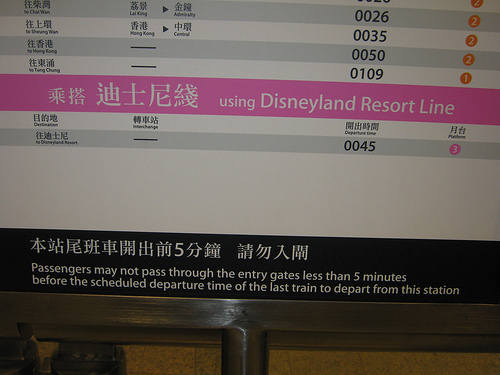 往柴灣 荔景 ▶ 金鐘
to Chai Wan Lai King Admiralty
0026 2
往上環 香港 ▶ 中環
to Sheung Wan Hong Kong Central
0035 2
往香港 —
to Hong Kong
0050 2
往東涌 —
to Tung Chung
0109 1
乘搭 迪士尼綫 using Disneyland Resort Line
目的地 轉車站 開出時間 月台
Destination Interchange Departure time Platform
往迪士尼 — 0045 3
to Disneyland Resort
本站尾班車開出前5分鐘 請勿入閘
Passengers may not pass through the entry gates less than 5 minutes
before the scheduled departure time of the last train to depart from this station